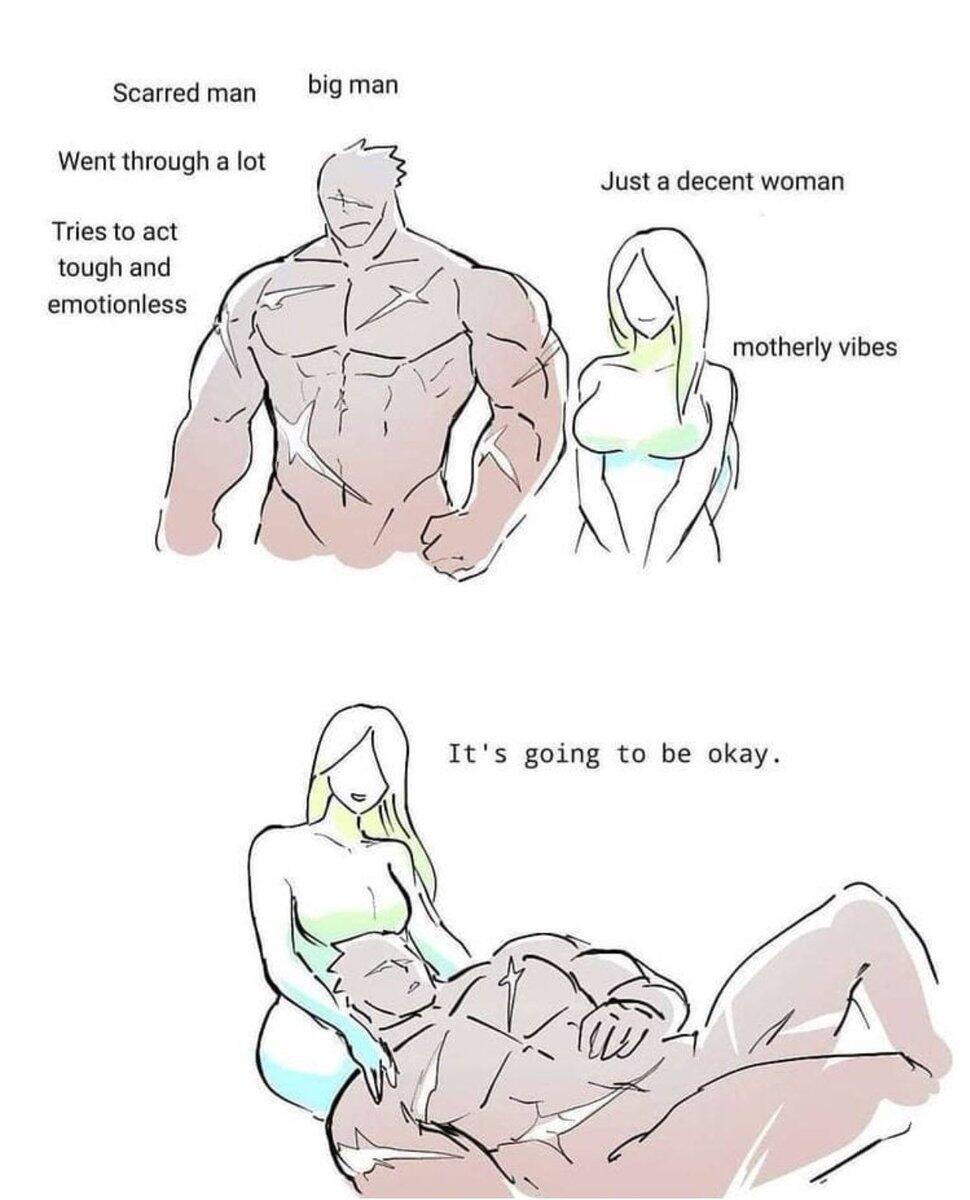 Scarred man
big man
Went through a lot
Tries to act
tough and
emotionless
Just a decent woman
motherly vibes
It's going to be okay.